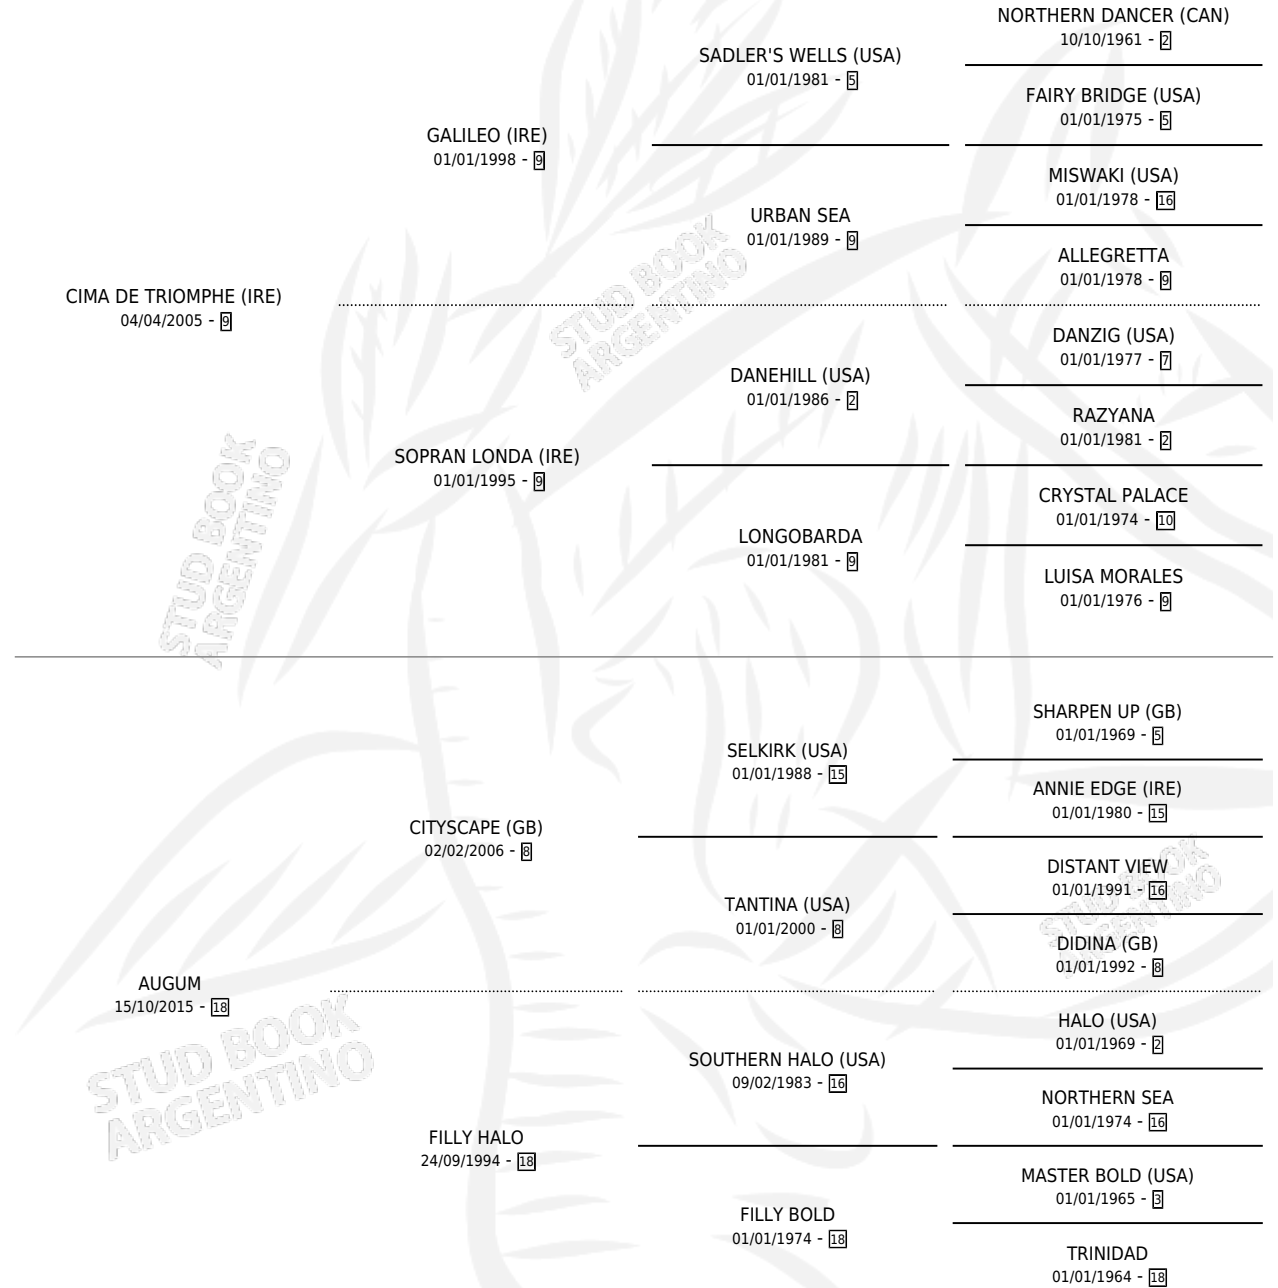 NORTHERN DANCER (CAN)
10/10/1961 - 2
SADLER'S WELLS (USA)
01/01/1981 - 5
FAIRY BRIDGE (USA)
01/01/1975 - 5
GALILEO (IRE)
01/01/1998 - 9
MISWAKI (USA)
01/01/1978 - 16
URBAN SEA
01/01/1989 - 9
ALLEGRETTA
01/01/1978 - 9
CIMA DE TRIOMPHE (IRE)
04/04/2005 - 9
STUD BOOK
ARGENTINO
DANZIG (USA)
01/01/1977 - 7
DANEHILL (USA)
01/01/1986 - 2
RAZYANA
01/01/1981 - 2
SOPRAN LONDA (IRE)
01/01/1995 - 9
CRYSTAL PALACE
01/01/1974 - 10
LONGOBARDA
01/01/1981 - 9
LUISA MORALES
01/01/1976 - 9
STUD BOOK
ARGENTINO
SHARPEN UP (GB)
01/01/1969 - 5
SELKIRK (USA)
01/01/1988 - 15
ANNIE EDGE (IRE)
01/01/1980 - 15
CITYSCAPE (GB)
02/02/2006 - 8
DISTANT VIEW
01/01/1991 - 16
TANTINA (USA)
01/01/2000 - 8
DIDINA (GB)
01/01/1992 - 8
STUD BOOK
ARGENTINO
AUGUM
15/10/2015 - 18
HALO (USA)
01/01/1969 - 2
SOUTHERN HALO (USA)
09/02/1983 - 16
NORTHERN SEA
01/01/1974 - 16
STUD BOOK
ARGENTINO
FILLY HALO
24/09/1994 - 18
MASTER BOLD (USA)
01/01/1965 - 3
FILLY BOLD
01/01/1974 - 18
TRINIDAD
01/01/1964 - 18